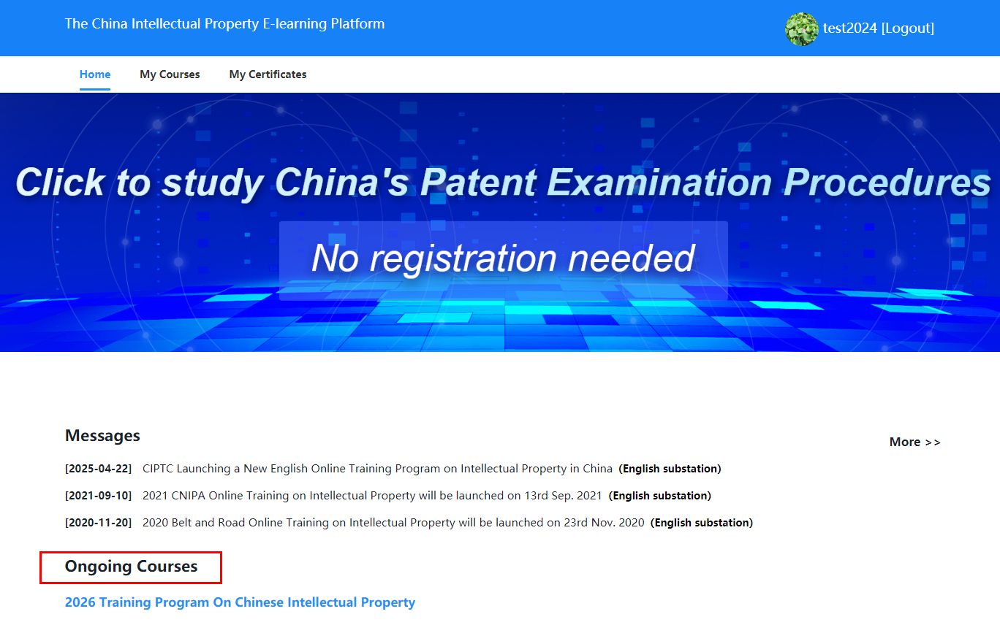 The China Intellectual Property E-learning Platform
test2024 [Logout]
Home My Courses My Certificates
Click to study China's Patent Examination Procedures
No registration needed
Messages
More >>
[2025-04-22] CIPTC Launching a New English Online Training Program on Intellectual Property in China (English substation)
[2021-09-10] 2021 CNIPA Online Training on Intellectual Property will be launched on 13rd Sep. 2021 (English substation)
[2020-11-20] 2020 Belt and Road Online Training on Intellectual Property will be launched on 23rd Nov. 2020 (English substation)
Ongoing Courses
2026 Training Program On Chinese Intellectual Property